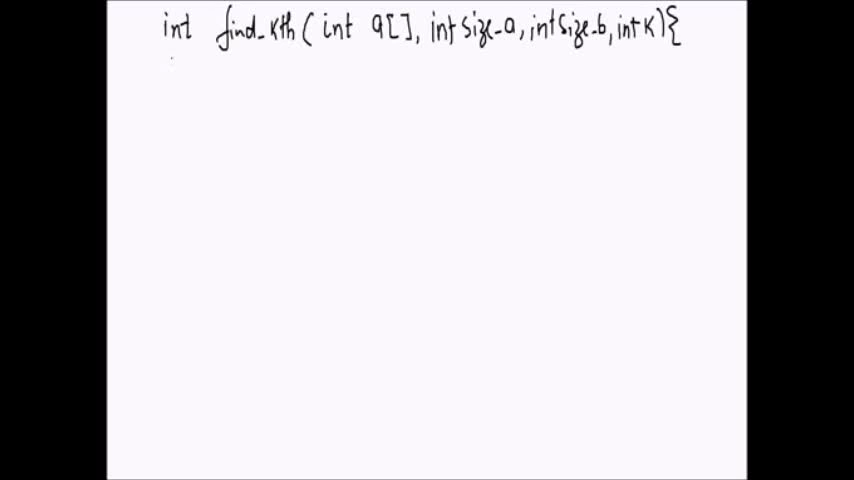 int find_kth( int a[], int size_a, int size_b, int k){